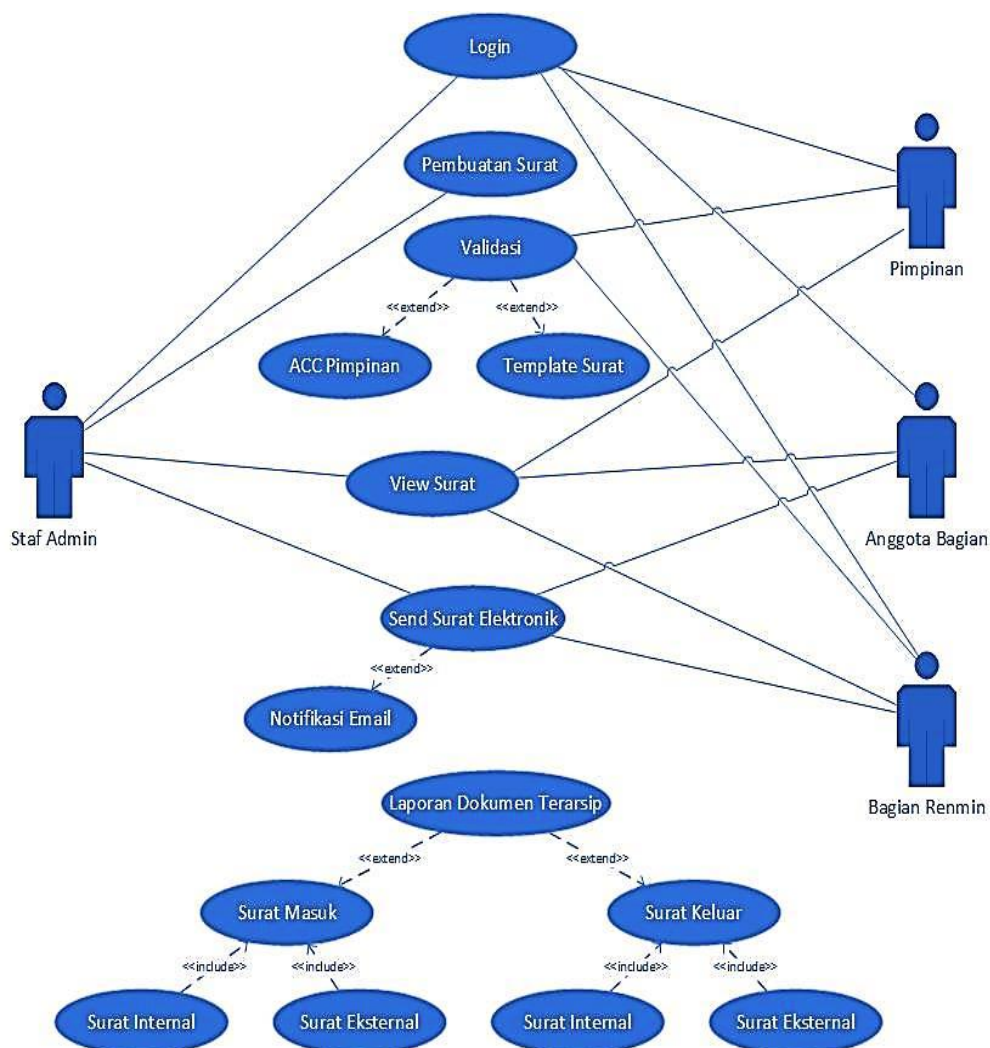 Login
Pembuatan Surat
Validasi
Pimpinan
<<extend>>
<<extend>>
ACC Pimpinan
Template Surat
View Surat
Staf Admin
Anggota Bagian
Send Surat Elektronik
<<extend>>
Notifikasi Email
Laporan Dokumen Terarsip
Bagian Renmin
<<extend>>
<<extend>>
Surat Masuk
Surat Keluar
<<include>>
<<include>>
<<include>>
<<include>>
Surat Internal
Surat Eksternal
Surat Internal
Surat Eksternal